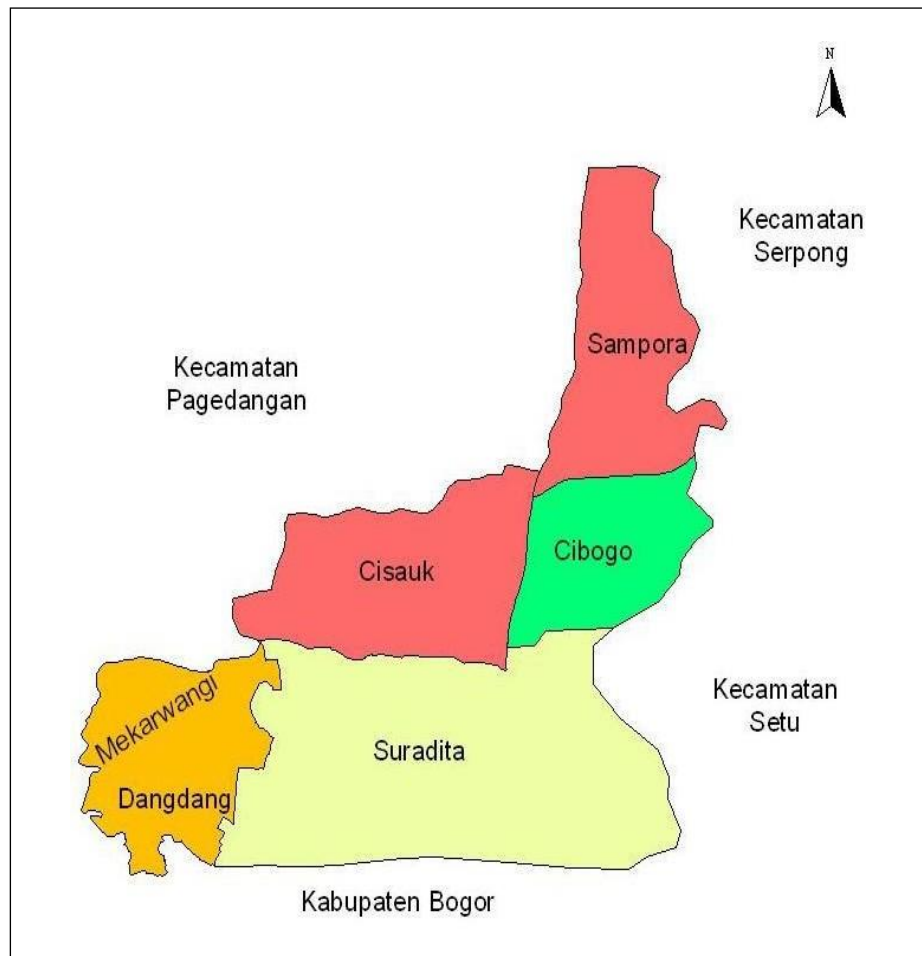 N
Kecamatan
Serpong
Sampora
Kecamatan
Pagedangan
Cibogo
Cisauk
Mekarwangi
Kecamatan
Setu
Suradita
Dangdang
Kabupaten Bogor